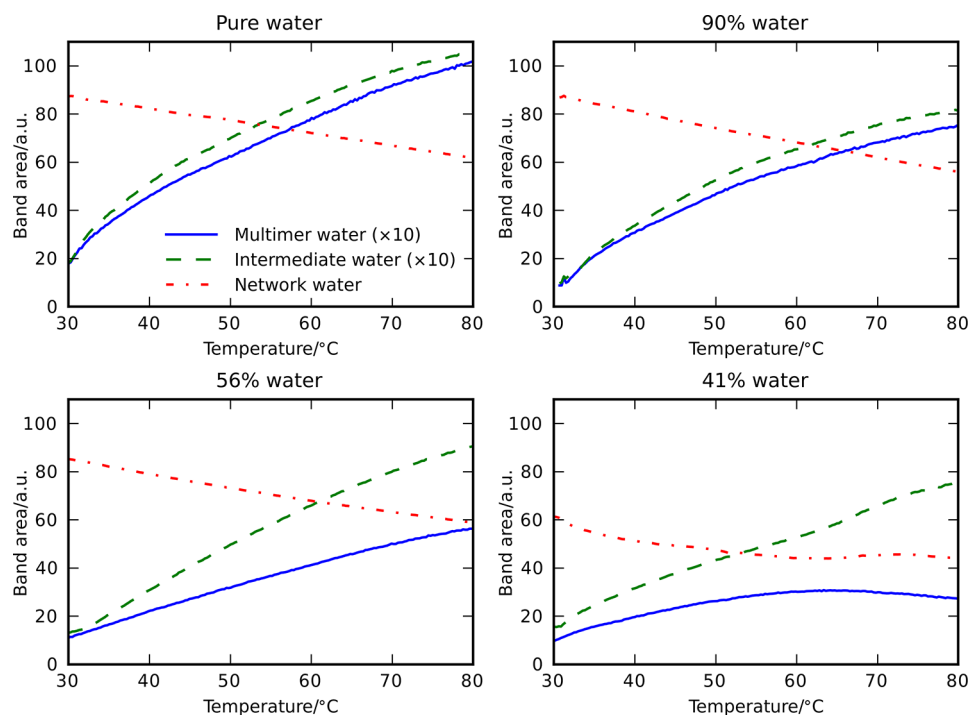 Pure water
Band area/a.u.
100
80
60
40
20
0
Multimer water (×10)
Intermediate water (×10)
Network water
30 40 50 60 70 80
Temperature/°C
90% water
Band area/a.u.
100
80
60
40
20
0
30 40 50 60 70 80
Temperature/°C
56% water
Band area/a.u.
100
80
60
40
20
0
30 40 50 60 70 80
Temperature/°C
41% water
Band area/a.u.
100
80
60
40
20
0
30 40 50 60 70 80
Temperature/°C